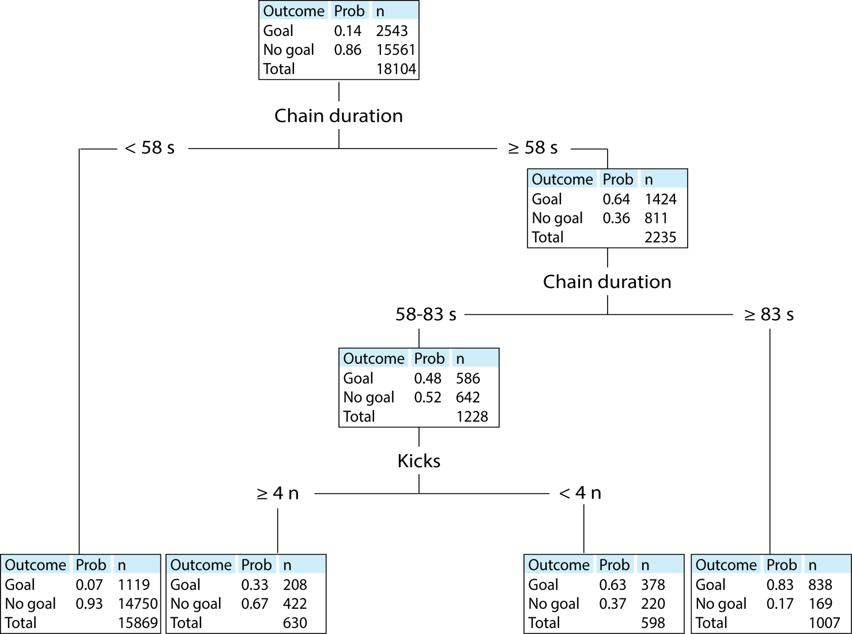 Outcome Prob n
Goal 0.14 2543
No goal 0.86 15561
Total 18104
Chain duration
< 58 s ≥ 58 s
Outcome Prob n
Goal 0.64 1424
No goal 0.36 811
Total 2235
Chain duration
58-83 s ≥ 83 s
Outcome Prob n
Goal 0.48 586
No goal 0.52 642
Total 1228
Kicks
≥ 4 n < 4 n
Outcome Prob n
Goal 0.07 1119
No goal 0.93 14750
Total 15869
Outcome Prob n
Goal 0.33 208
No goal 0.67 422
Total 630
Outcome Prob n
Goal 0.63 378
No goal 0.37 220
Total 598
Outcome Prob n
Goal 0.83 838
No goal 0.17 169
Total 1007